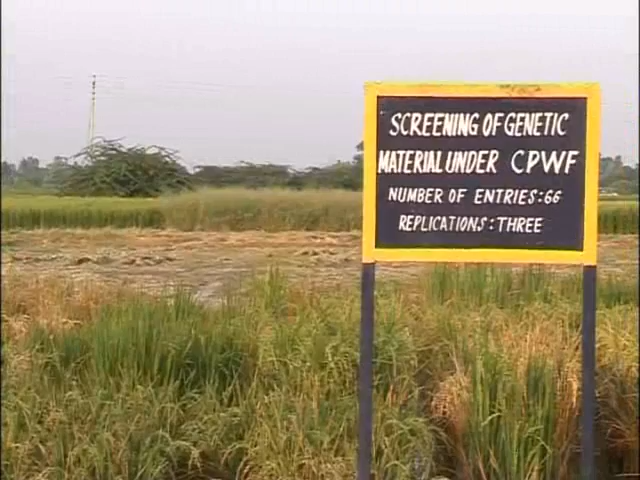 SCREENING OF GENETIC
MATERIAL UNDER CPWF
NUMBER OF ENTRIES:66
REPLICATIONS:THREE